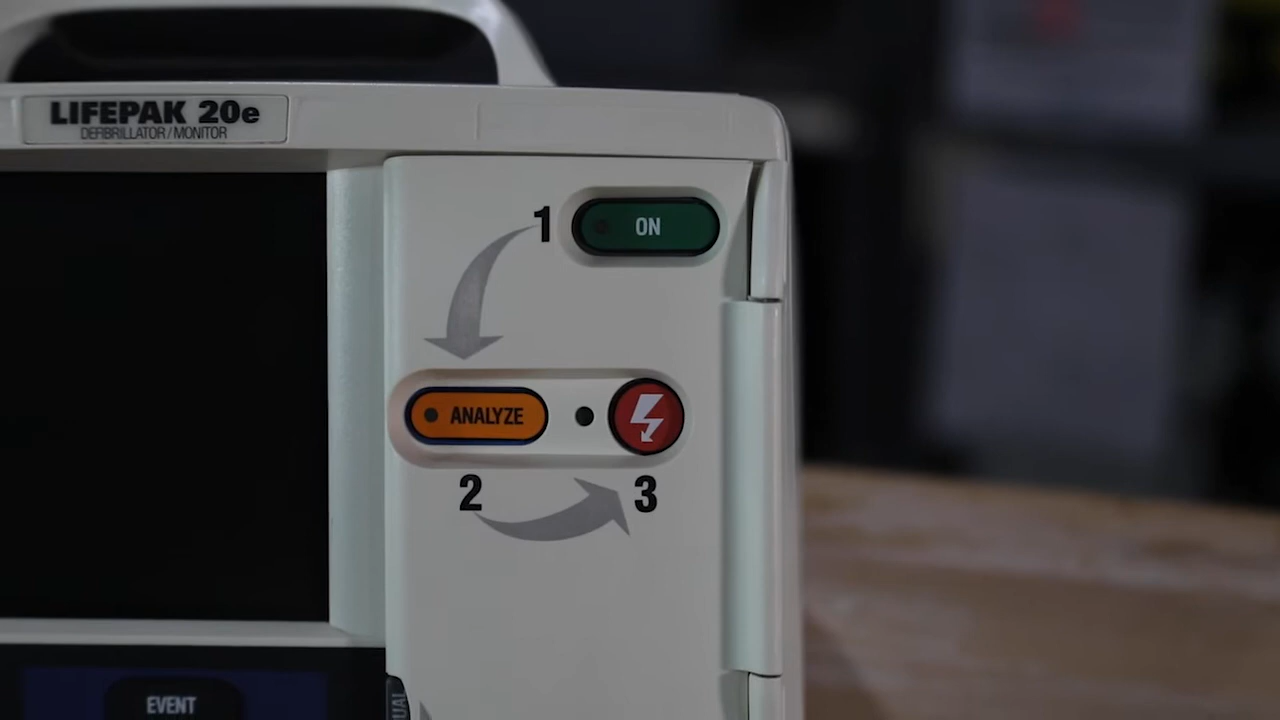 LIFEPAK 20e
DEFIBRILLATOR/MONITOR
1
ON
ANALYZE
2
3
EVENT